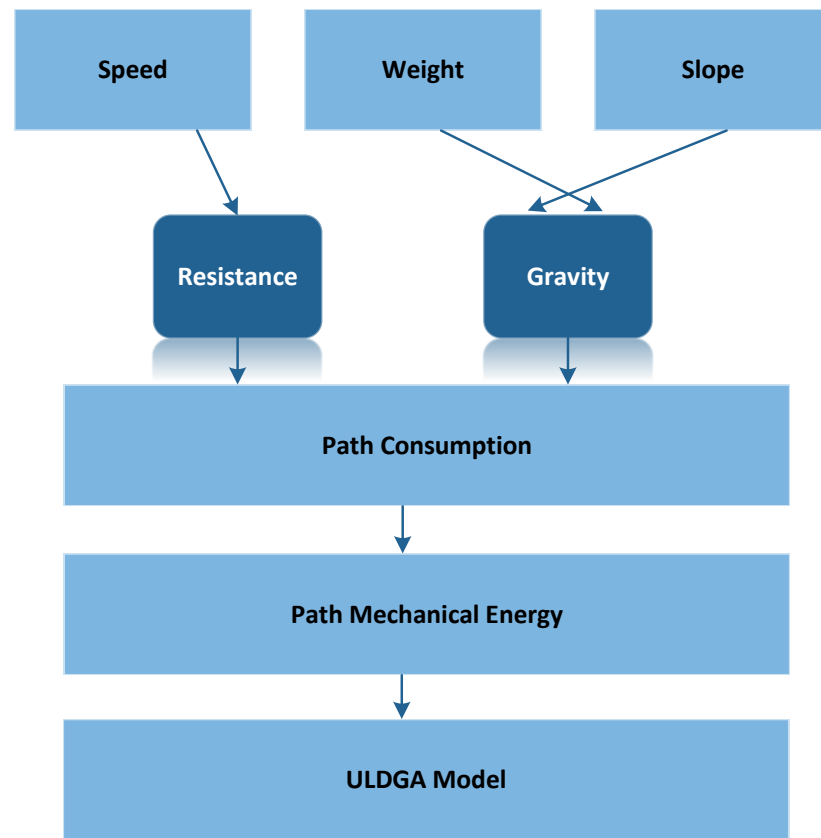 Speed
Weight
Slope
Resistance
Gravity
Path Consumption
Path Mechanical Energy
ULDGA Model